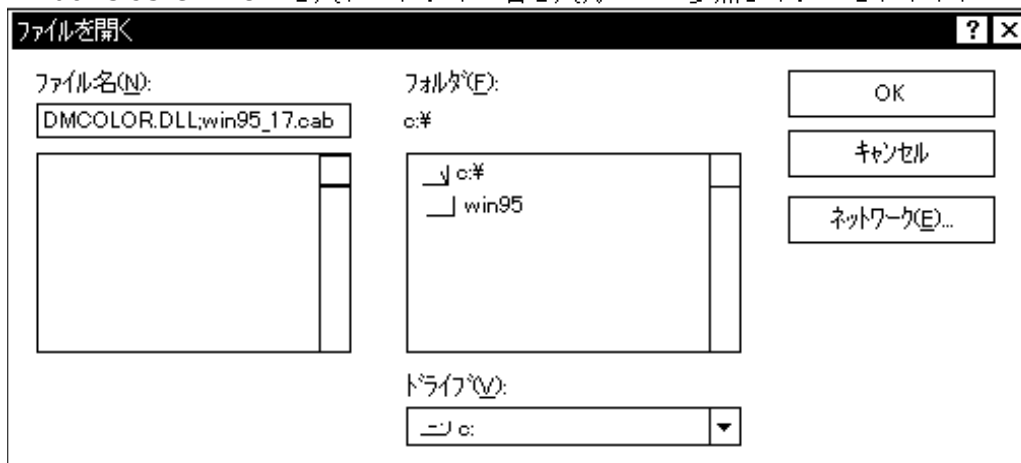 ファイルを開く
ファイル名(N):
DMCOLOR.DLL;win95_17.cab
フォルダ(F):
c:¥
c:¥
win95
ドライブ(V):
c:
OK
キャンセル
ネットワーク(E)...